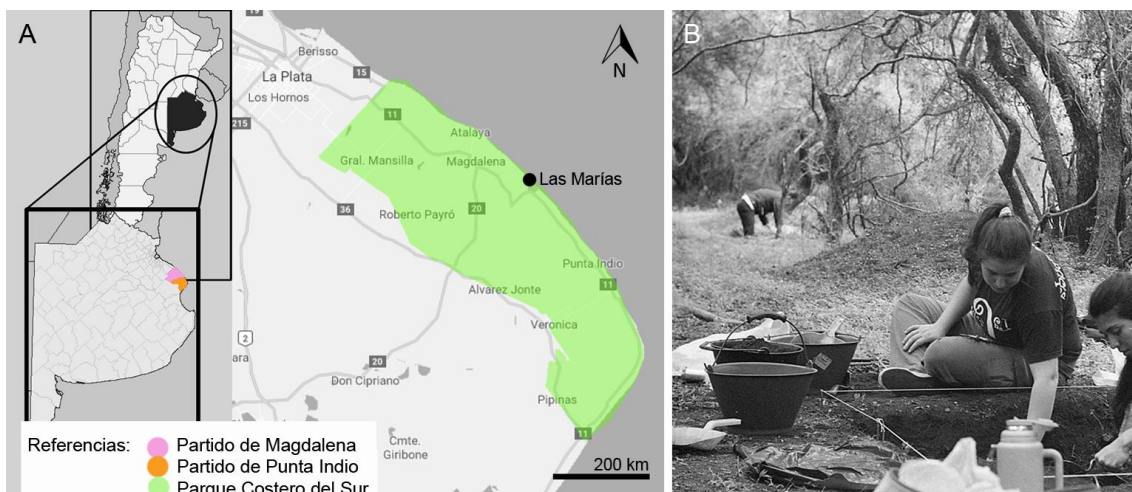 A
15
Berisso
La Plata
15
Los Hornos
N
215
11
Atalaya
Gral. Mansilla
Magdalena
Las Marías
36
Roberto Payró
20
Punta Indio
11
Alvarez Jonte
Veronica
2
ara
20
Don Cipriano
Pipinas
11
Cmte.
Giribone
200 km
Referencias:
Partido de Magdalena
Partido de Punta Indio
Parque Costero del Sur
B